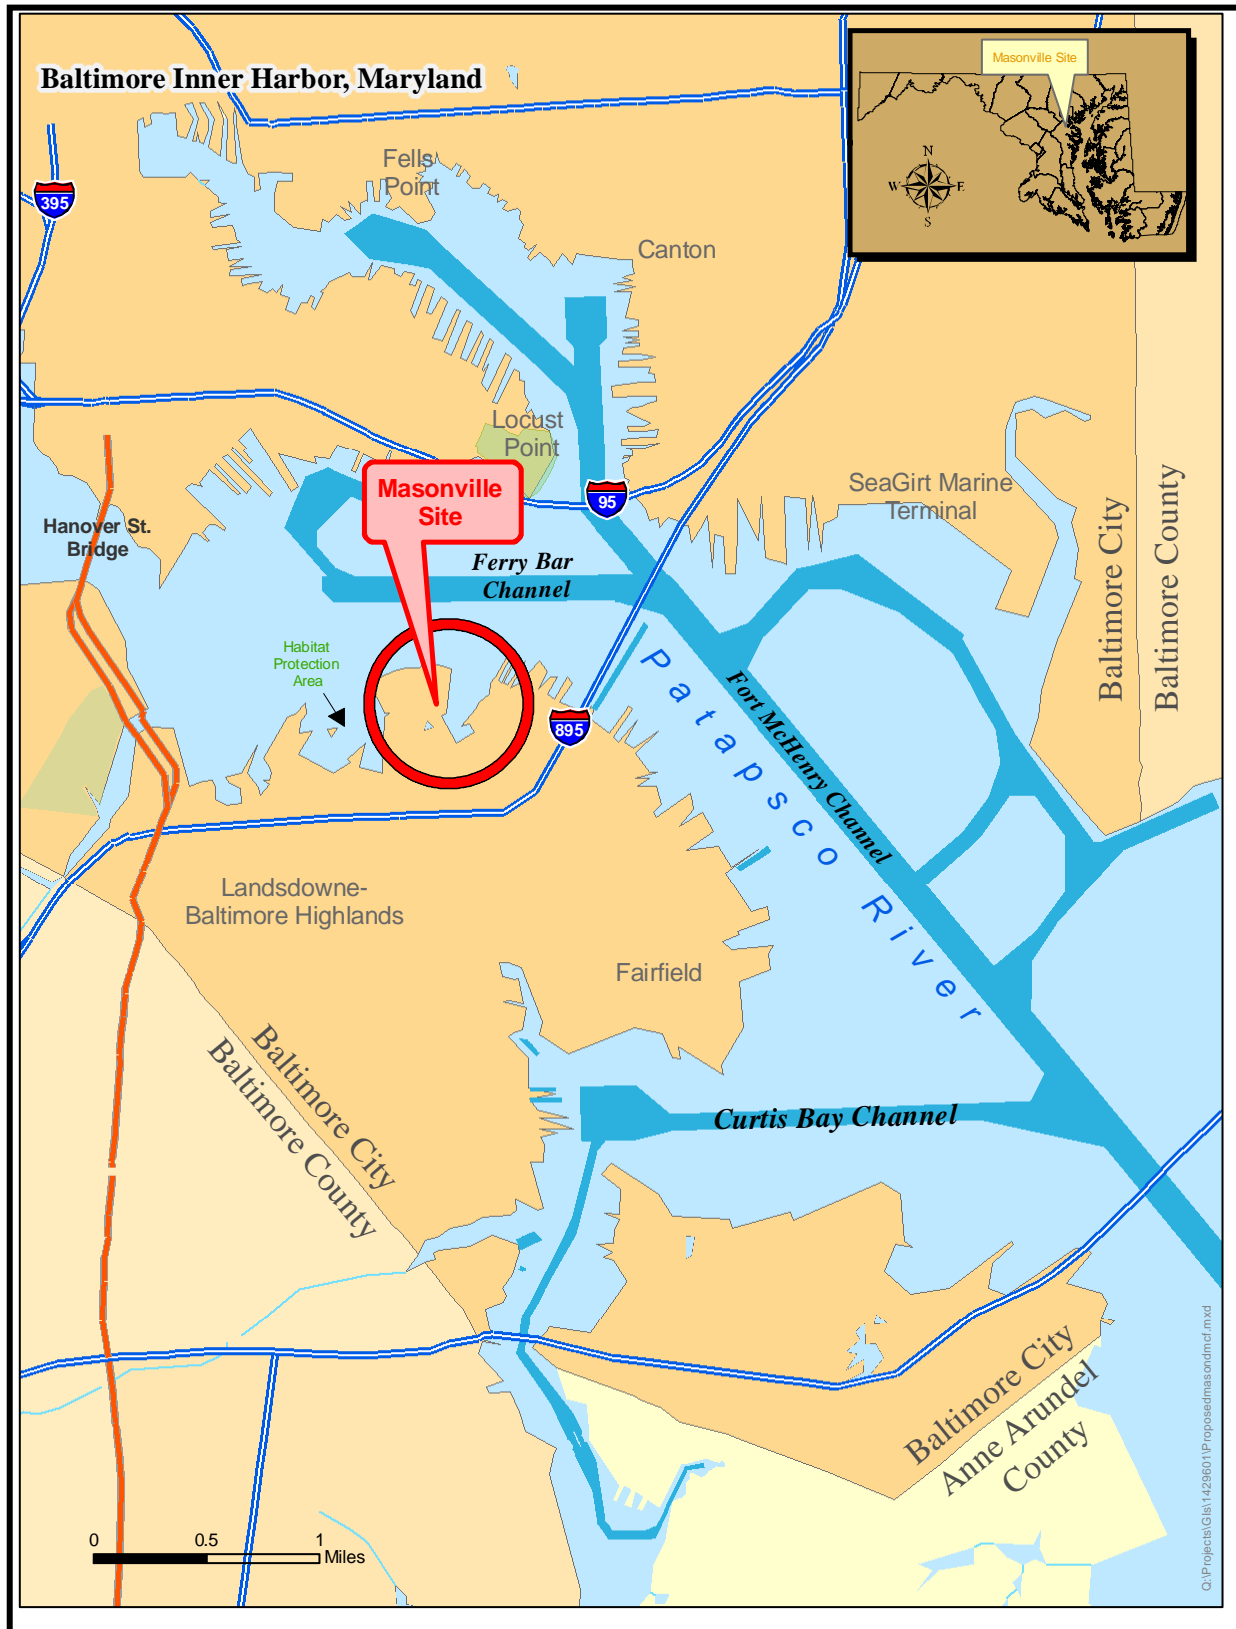 Baltimore Inner Harbor, Maryland
Masonville Site
N
W
E
S
395
Fells
Point
Canton
Locust
Point
95
SeaGirt Marine
Terminal
Baltimore City
Baltimore County
Masonville
Site
Hanover St.
Bridge
Ferry Bar
Channel
Habitat
Protection
Area
895
Patapsco River
Fort McHenry Channel
Landsdowne-
Baltimore Highlands
Fairfield
Baltimore City
Baltimore County
Curtis Bay Channel
Baltimore City
Anne Arundel
County
0 0.5 1
Miles
Q:\Projects\GIs\1429601\Proposedmasondmcf.mxd